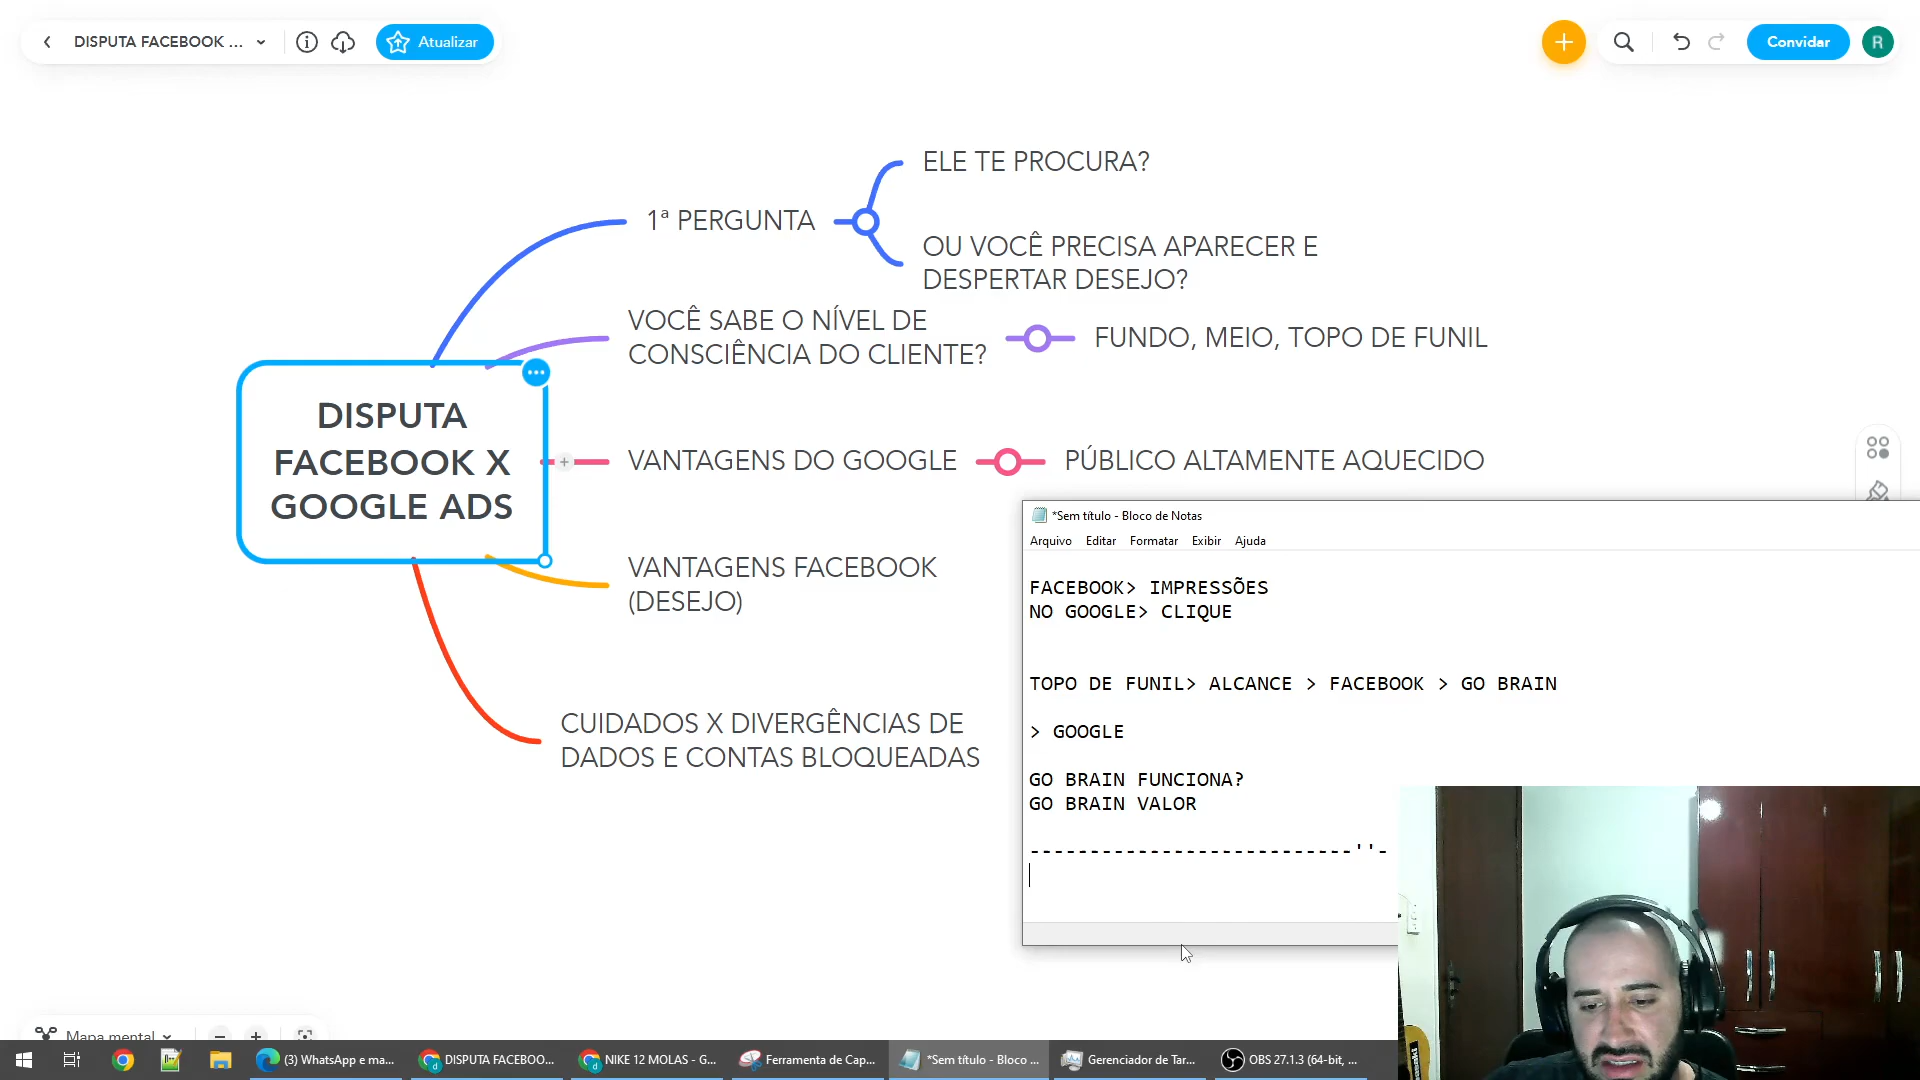 DISPUTA FACEBOOK ...
Atualizar
Convidar
R
ELE TE PROCURA?
1ª PERGUNTA
OU VOCÊ PRECISA APARECER E
DESPERTAR DESEJO?
VOCÊ SABE O NÍVEL DE
CONSCIÊNCIA DO CLIENTE?
FUNDO, MEIO, TOPO DE FUNIL
DISPUTA
FACEBOOK X
GOOGLE ADS
VANTAGENS DO GOOGLE
PÚBLICO ALTAMENTE AQUECIDO
VANTAGENS FACEBOOK
(DESEJO)
CUIDADOS X DIVERGÊNCIAS DE
DADOS E CONTAS BLOQUEADAS
*Sem título - Bloco de Notas
Arquivo Editar Formatar Exibir Ajuda
FACEBOOK> IMPRESSÕES
NO GOOGLE> CLIQUE
TOPO DE FUNIL> ALCANCE > FACEBOOK > GO BRAIN
> GOOGLE
GO BRAIN FUNCIONA?
GO BRAIN VALOR
---------------------------''-
Mapa mental
(3) WhatsApp e ma...
DISPUTA FACEBOO...
NIKE 12 MOLAS - G...
Ferramenta de Cap...
*Sem título - Bloco ...
Gerenciador de Tar...
OBS 27.1.3 (64-bit, ...